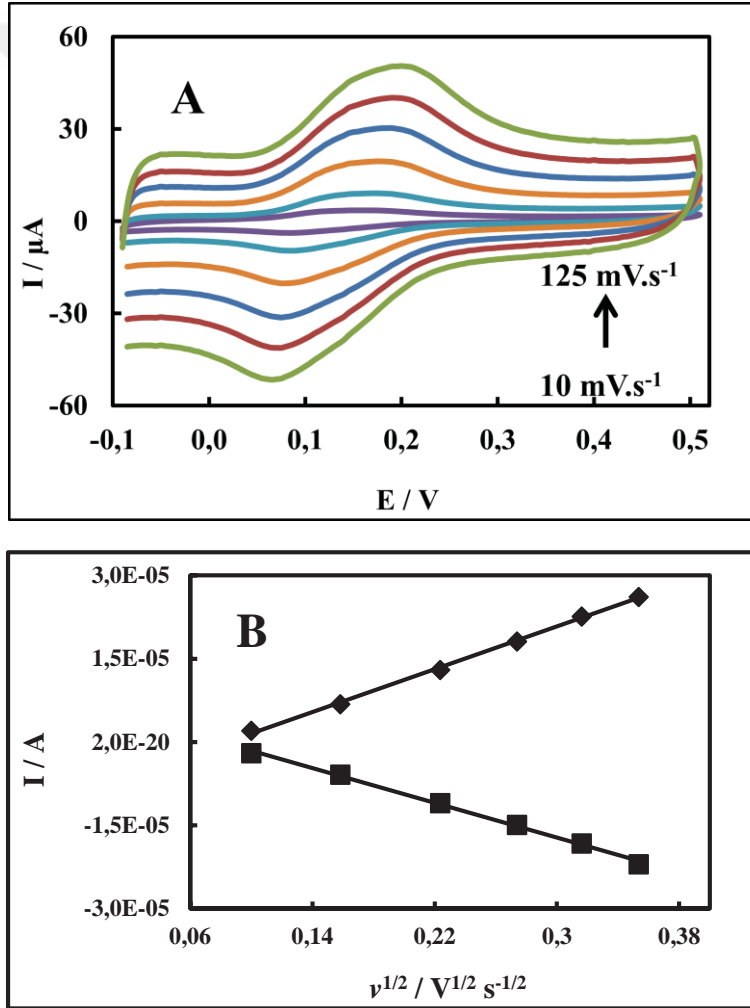 60
30
0
-30
-60
I / µA
A
125 mV.s-1
10 mV.s-1
-0,1 0,0 0,1 0,2 0,3 0,4 0,5
E / V
3,0E-05
1,5E-05
2,0E-20
-1,5E-05
-3,0E-05
I / A
B
0,06 0,14 0,22 0,3 0,38
v1/2 / V1/2 s-1/2